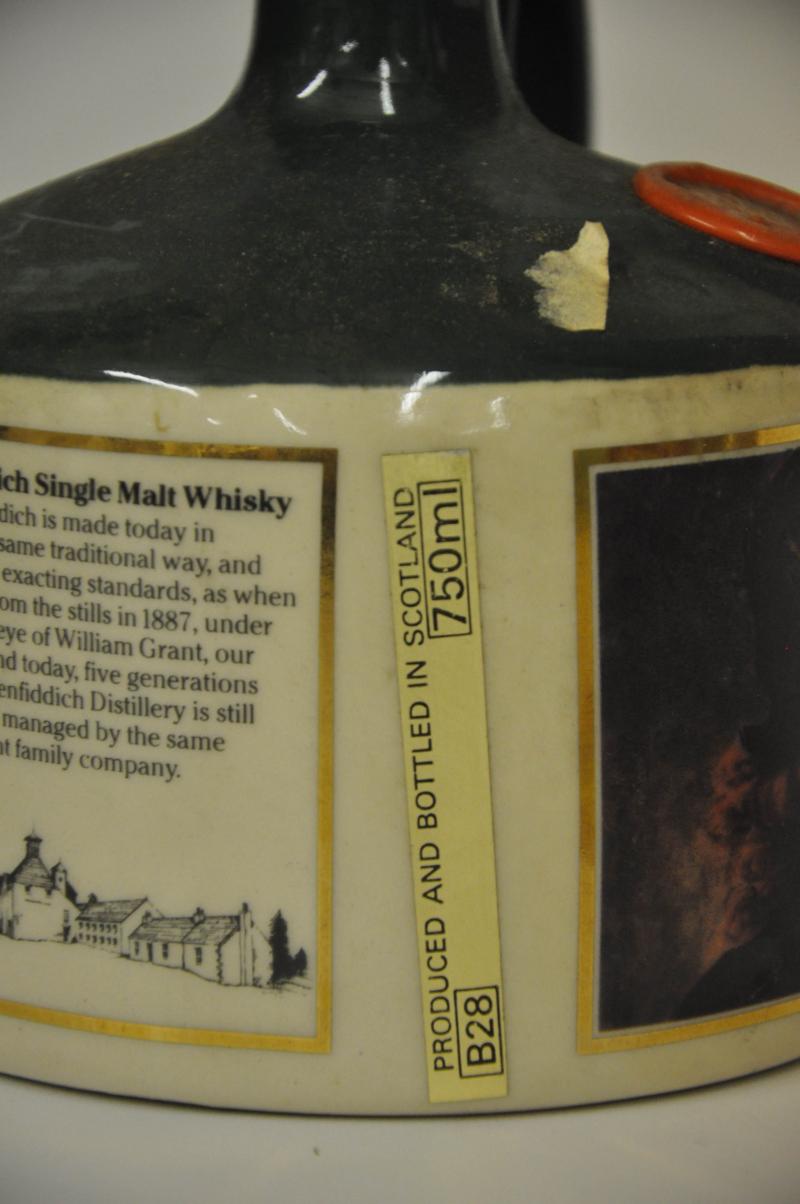 ich Single Malt Whisky
dich is made today in
same traditional way, and
exacting standards, as when
om the stills in 1887, under
eye of William Grant, our
nd today, five generations
enfiddich Distillery is still
managed by the same
nt family company.
PRODUCED AND BOTTLED IN SCOTLAND
B28 750ml